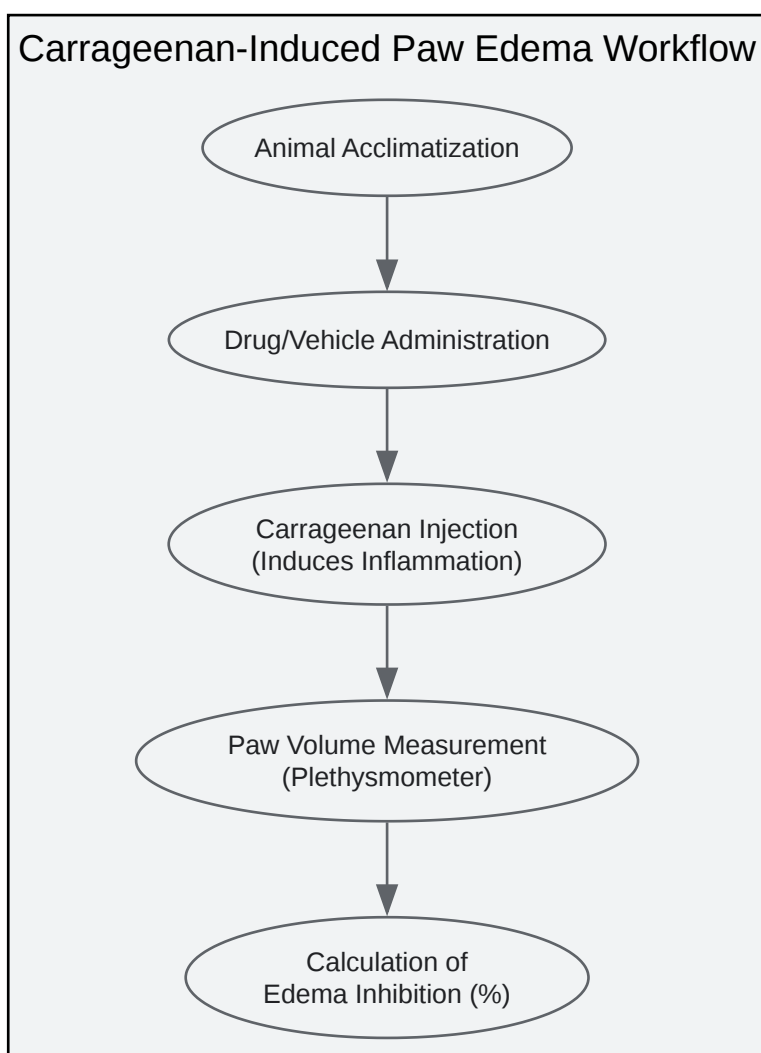 Carrageenan-Induced Paw Edema Workflow
Animal Acclimatization
Drug/Vehicle Administration
Carrageenan Injection
(Induces Inflammation)
Paw Volume Measurement
(Plethysmometer)
Calculation of
Edema Inhibition (%)